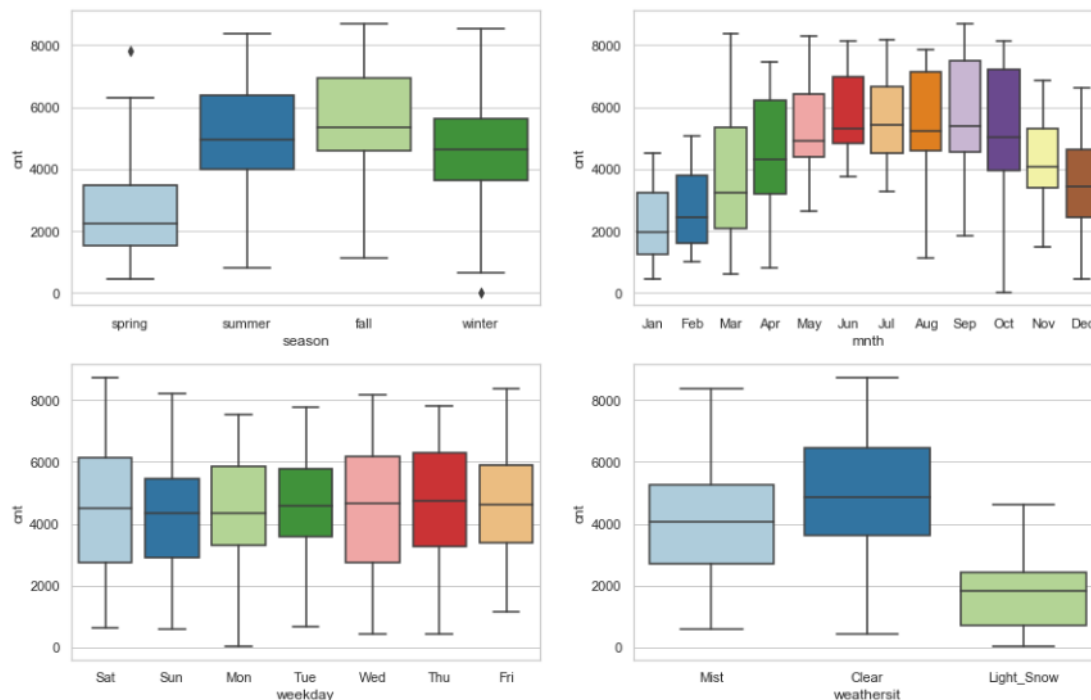 8000
6000
4000
2000
0
cnt
spring summer fall winter
season
8000
6000
4000
2000
0
cnt
Jan Feb Mar Apr May Jun Jul Aug Sep Oct Nov Dec
mnth
8000
6000
4000
2000
0
cnt
Sat Sun Mon Tue Wed Thu Fri
weekday
8000
6000
4000
2000
0
cnt
Mist Clear Light_Snow
weathersit